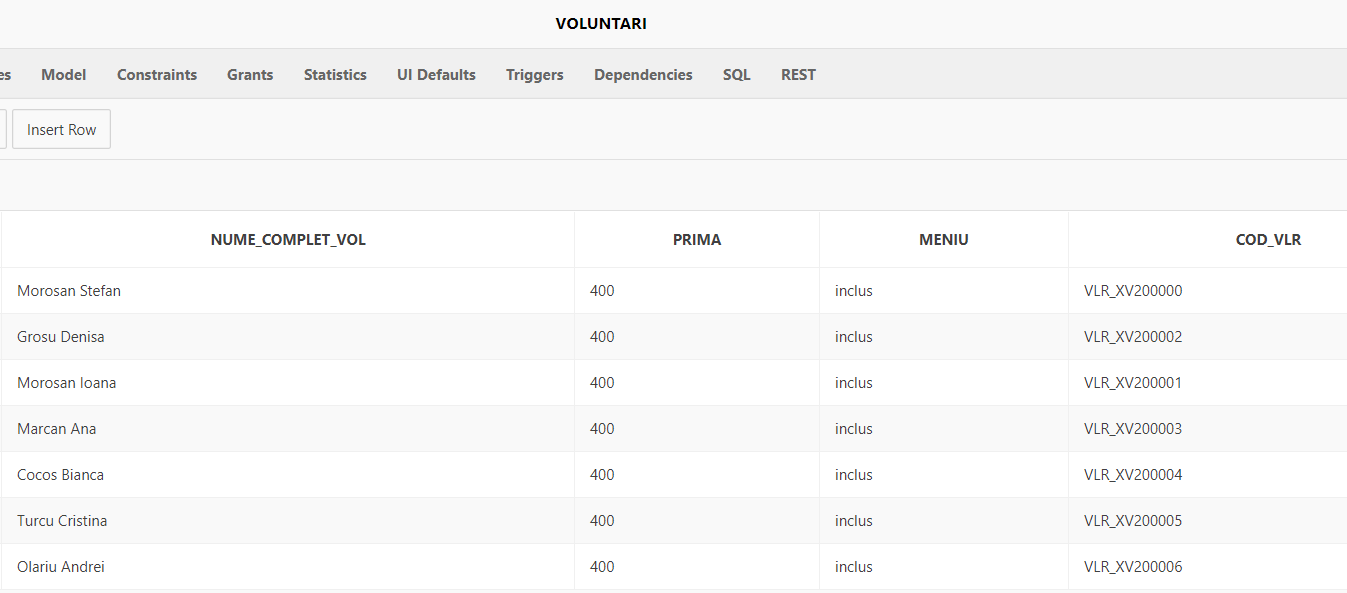 VOLUNTARI
es Model Constraints Grants Statistics UI Defaults Triggers Dependencies SQL REST
Insert Row
NUME_COMPLET_VOL PRIMA MENIU COD_VLR
Morosan Stefan 400 inclus VLR_XV200000
Grosu Denisa 400 inclus VLR_XV200002
Morosan Ioana 400 inclus VLR_XV200001
Marcan Ana 400 inclus VLR_XV200003
Cocos Bianca 400 inclus VLR_XV200004
Turcu Cristina 400 inclus VLR_XV200005
Olariu Andrei 400 inclus VLR_XV200006